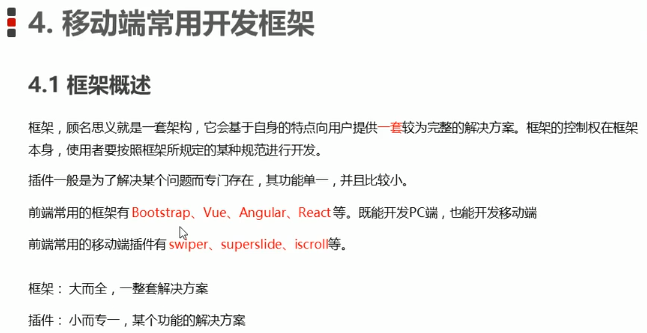 4. 移动端常用开发框架
4.1 框架概述
框架，顾名思义就是一套架构，它会基于自身的特点向用户提供一套较为完整的解决方案。框架的控制权在框架
本身，使用者要按照框架所规定的某种规范进行开发。
插件一般是为了解决某个问题而专门存在，其功能单一，并且比较小。
前端常用的框架有 Bootstrap、Vue、Angular、React 等。既能开发PC端，也能开发移动端
前端常用的移动端插件有 swiper、superslide、iscroll等。
框架： 大而全，一整套解决方案
插件： 小而专一，某个功能的解决方案